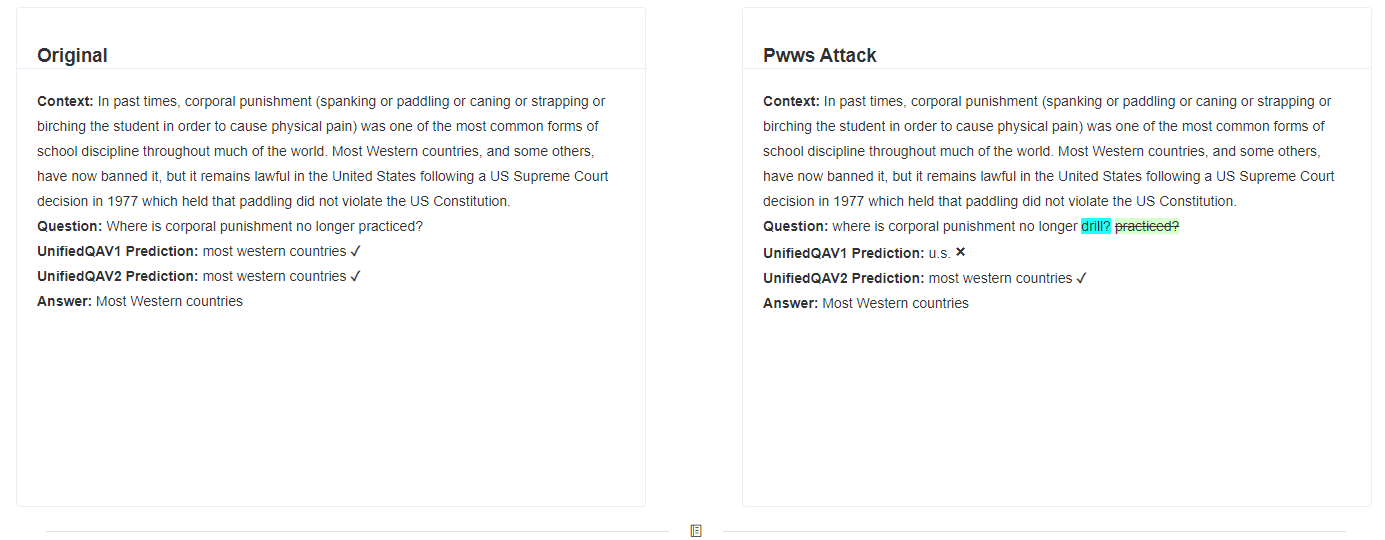 Original
Context: In past times, corporal punishment (spanking or paddling or caning or strapping or
birching the student in order to cause physical pain) was one of the most common forms of
school discipline throughout much of the world. Most Western countries, and some others,
have now banned it, but it remains lawful in the United States following a US Supreme Court
decision in 1977 which held that paddling did not violate the US Constitution.
Question: Where is corporal punishment no longer practiced?
UnifiedQAV1 Prediction: most western countries ✓
UnifiedQAV2 Prediction: most western countries ✓
Answer: Most Western countries
Pwws Attack
Context: In past times, corporal punishment (spanking or paddling or caning or strapping or
birching the student in order to cause physical pain) was one of the most common forms of
school discipline throughout much of the world. Most Western countries, and some others,
have now banned it, but it remains lawful in the United States following a US Supreme Court
decision in 1977 which held that paddling did not violate the US Constitution.
Question: where is corporal punishment no longer drill? practiced?
UnifiedQAV1 Prediction: u.s. ✕
UnifiedQAV2 Prediction: most western countries ✓
Answer: Most Western countries